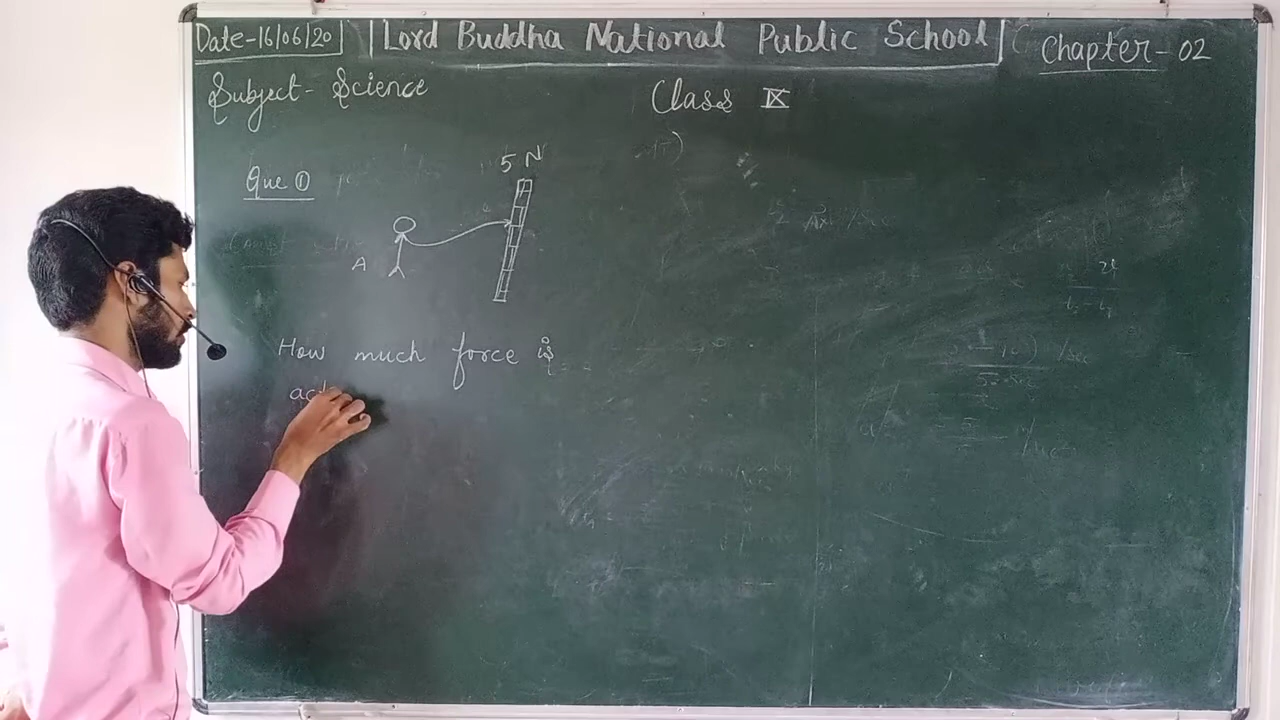 Date-16/06/20
Lord Buddha National Public School
Chapter-02
Subject-Science
Class IX
Que ①
5 N
A
How much force is